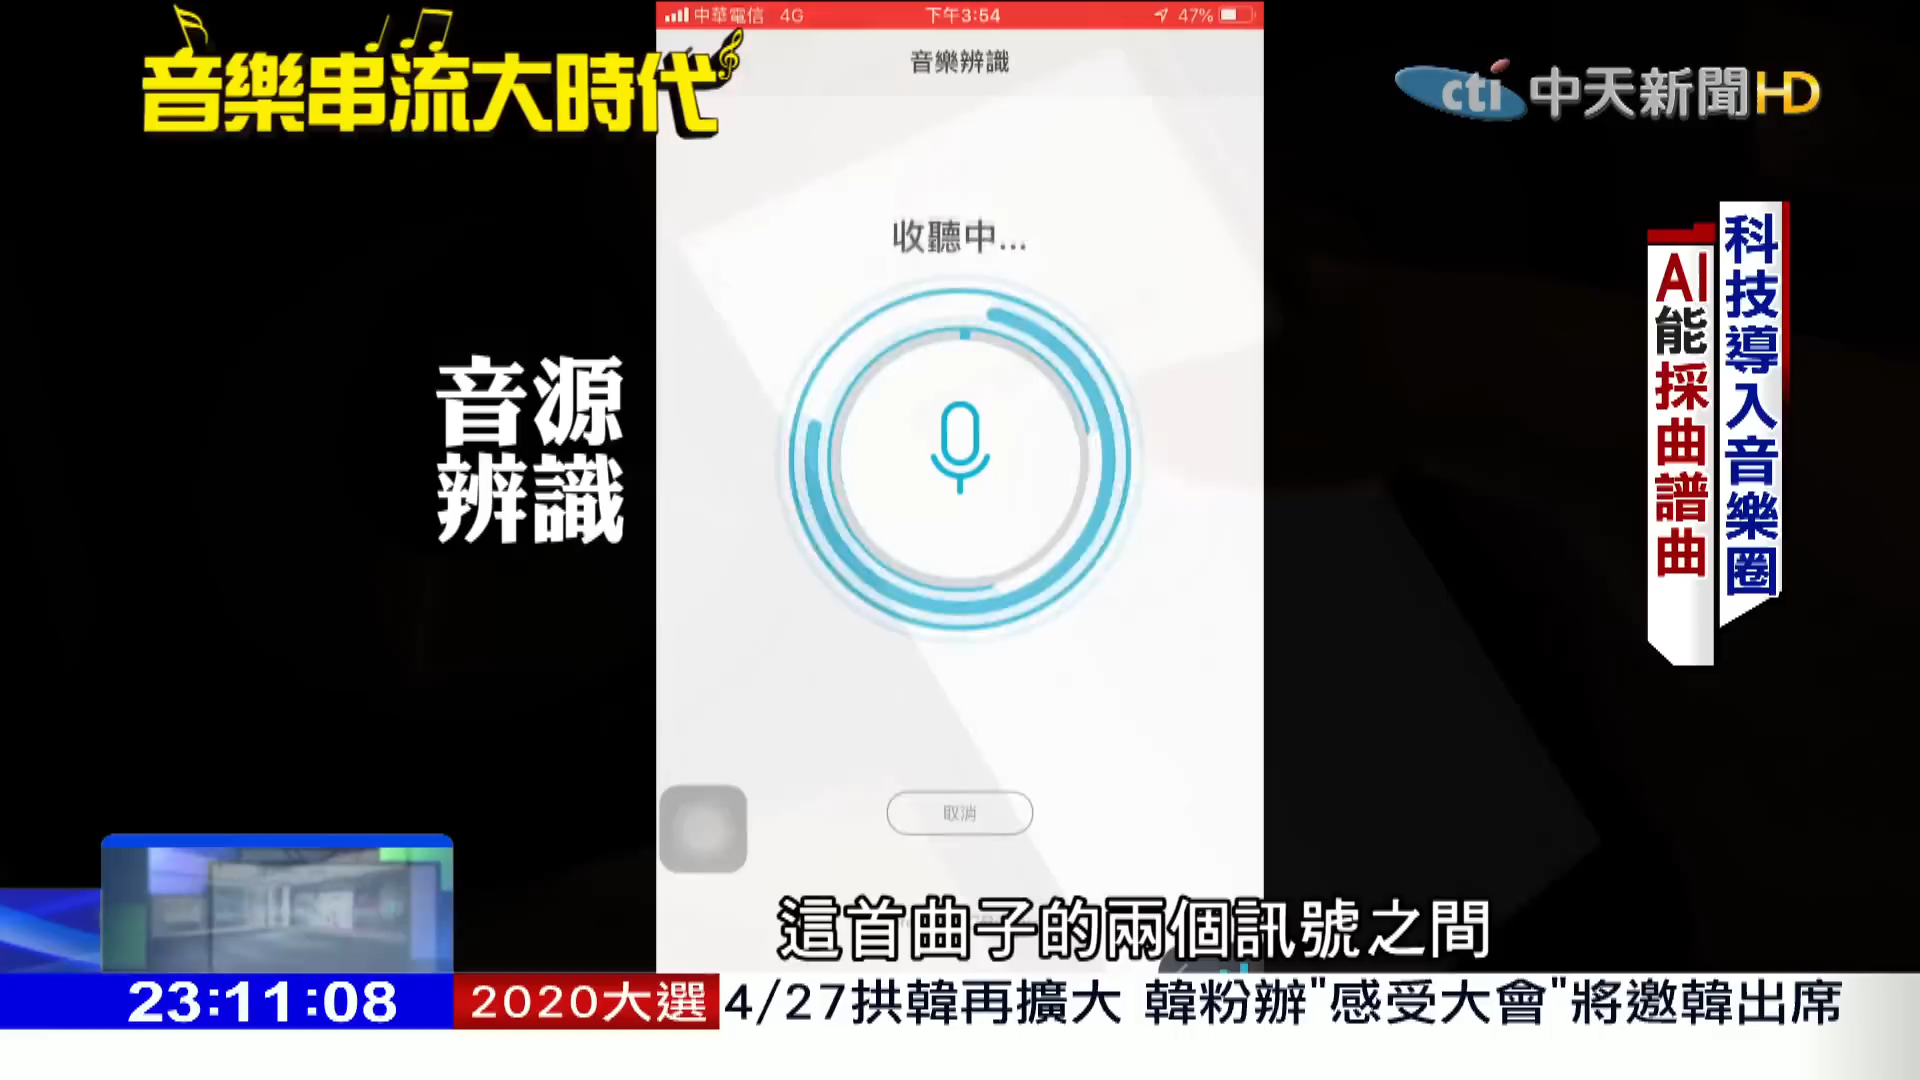 中華電信 4G 下午3:54 47%
音樂串流大時代
音樂辨識
cti 中天新聞HD
收聽中...
科技導入音樂圈
AI能採曲譜曲
音源
辨識
取消
這首曲子的兩個訊號之間
23:11:08 2020大選 4/27拱韓再擴大 韓粉辦"感受大會"將邀韓出席